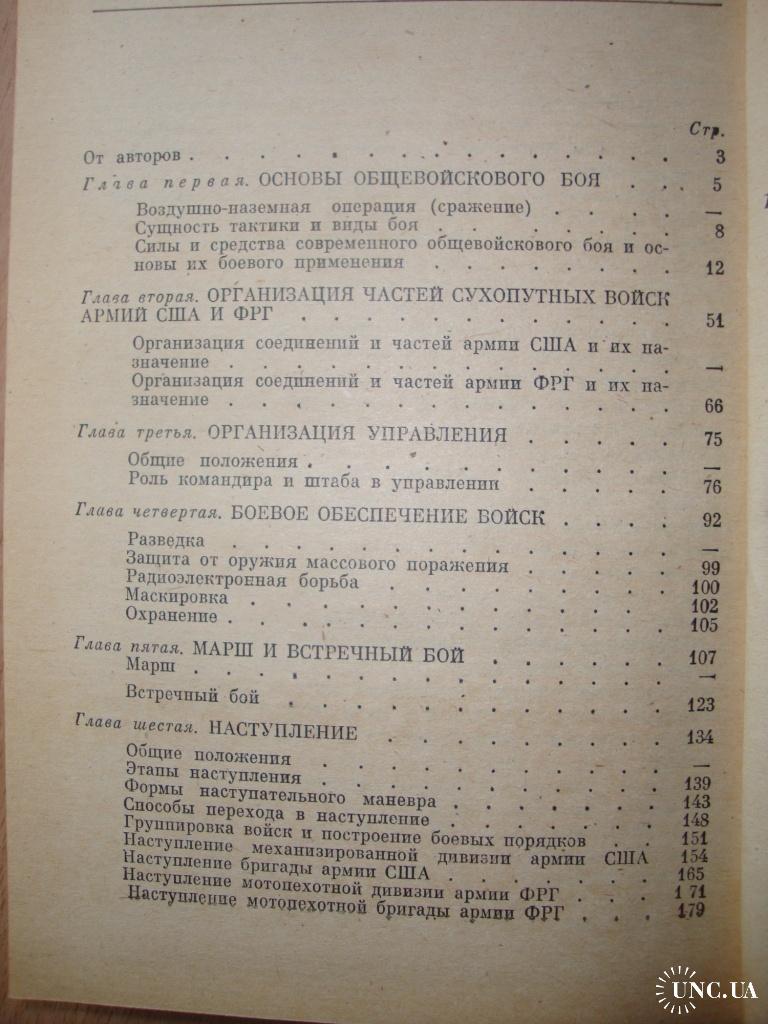 Стр.
От авторов . . . . . . . . . . . . . . 3
Глава первая. ОСНОВЫ ОБЩЕВОЙСКОВОГО БОЯ . . . 5
Воздушно-наземная операция (сражение) . . . . —
Сущность тактики и виды боя . . . . . . . 8
Силы и средства современного общевойскового боя и ос-
новы их боевого применения . . . . . . . . 12
Глава вторая. ОРГАНИЗАЦИЯ ЧАСТЕЙ СУХОПУТНЫХ ВОЙСК
АРМИЙ США И ФРГ . . . . . . . . . . . . 51
Организация соединений и частей армии США и их на-
значение . . . . . . . . . . . . . . —
Организация соединений и частей армии ФРГ и их на-
значение . . . . . . . . . . . . . . 66
Глава третья. ОРГАНИЗАЦИЯ УПРАВЛЕНИЯ . . . . . 75
Общие положения . . . . . . . . . . . —
Роль командира и штаба в управлении . . . . . 76
Глава четвертая. БОЕВОЕ ОБЕСПЕЧЕНИЕ ВОЙСК . . . . 92
Разведка . . . . . . . . . . . . . —
Защита от оружия массового поражения . . . . . 99
Радиоэлектронная борьба . . . . . . . . 100
Маскировка . . . . . . . . . . . . 102
Охранение . . . . . . . . . . . . . 105
Глава пятая. МАРШ И ВСТРЕЧНЫЙ БОЙ . . . . . . 107
Марш . . . . . . . . . . . . . . —
Встречный бой . . . . . . . . . . . 123
Глава шестая. НАСТУПЛЕНИЕ . . . . . . . . 134
Общие положения . . . . . . . . . . —
Этапы наступления . . . . . . . . . . 139
Формы наступательного маневра . . . . . . 143
Способы перехода в наступление . . . . . . 148
Группировка войск и построение боевых порядков . . 151
Наступление механизированной дивизии армии США 154
Наступление бригады армии США . . . . . . 165
Наступление мотопехотной дивизии армии ФРГ . . . 171
Наступление мотопехотной бригады армии ФРГ . . . 179
UNC.UA